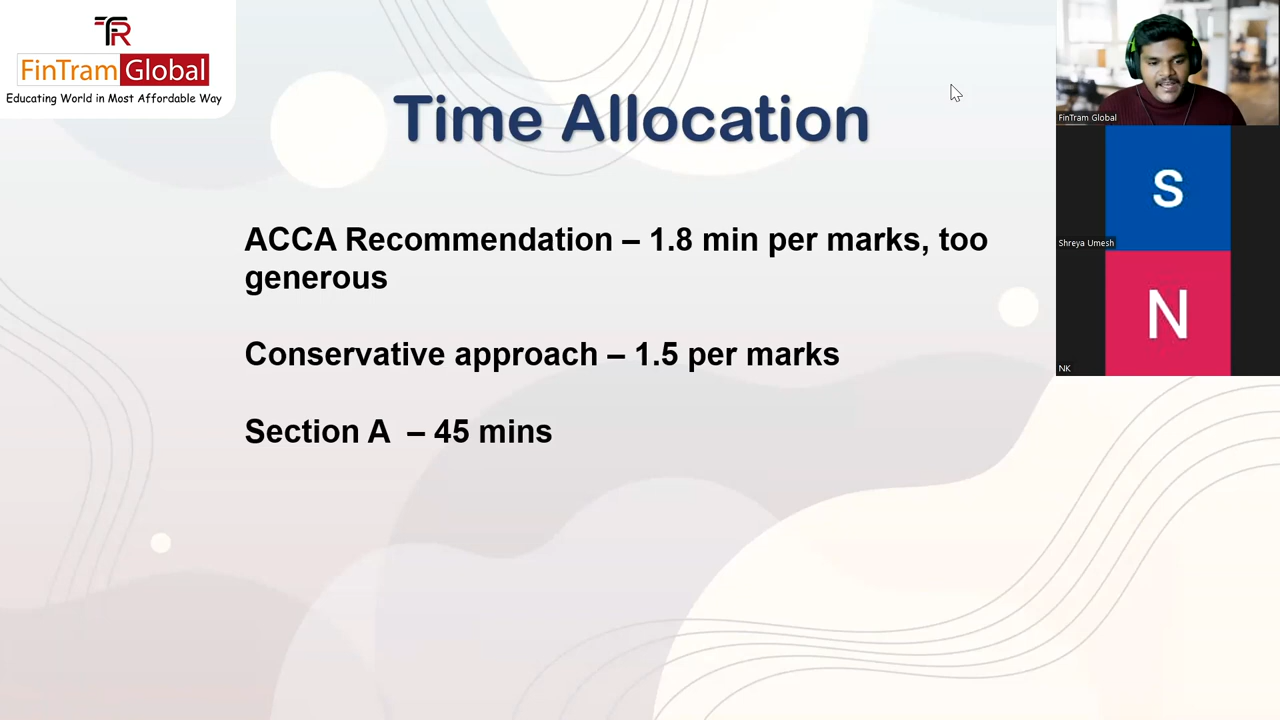 TR
FinTram Global
Educating World in Most Affordable Way
Time Allocation
ACCA Recommendation – 1.8 min per marks, too
generous
Conservative approach – 1.5 per marks
Section A – 45 mins
FinTram Global
S
Shreya Umesh
N
NK